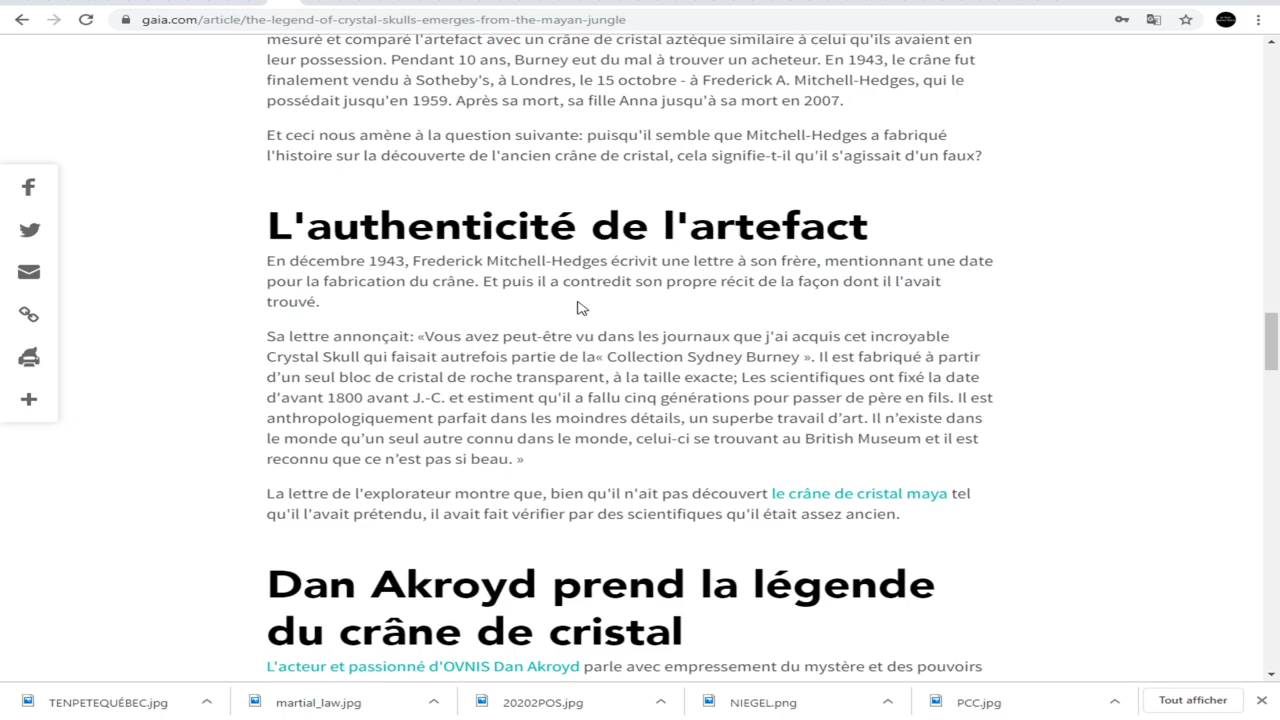 gaia.com/article/the-legend-of-crystal-skulls-emerges-from-the-mayan-jungle
mesuré et comparé l'artefact avec un crâne de cristal aztèque similaire à celui qu'ils avaient en
leur possession. Pendant 10 ans, Burney eut du mal à trouver un acheteur. En 1943, le crâne fut
finalement vendu à Sotheby's, à Londres, le 15 octobre - à Frederick A. Mitchell-Hedges, qui le
possédait jusqu'en 1959. Après sa mort, sa fille Anna jusqu'à sa mort en 2007.
Et ceci nous amène à la question suivante: puisqu'il semble que Mitchell-Hedges a fabriqué
l'histoire sur la découverte de l'ancien crâne de cristal, cela signifie-t-il qu'il s'agissait d'un faux?
L'authenticité de l'artefact
En décembre 1943, Frederick Mitchell-Hedges écrivit une lettre à son frère, mentionnant une date
pour la fabrication du crâne. Et puis il a contredit son propre récit de la façon dont il l'avait
trouvé.
Sa lettre annonçait: «Vous avez peut-être vu dans les journaux que j'ai acquis cet incroyable
Crystal Skull qui faisait autrefois partie de la« Collection Sydney Burney ». Il est fabriqué à partir
d'un seul bloc de cristal de roche transparent, à la taille exacte; Les scientifiques ont fixé la date
d'avant 1800 avant J.-C. et estiment qu'il a fallu cinq générations pour passer de père en fils. Il est
anthropologiquement parfait dans les moindres détails, un superbe travail d'art. Il n'existe dans
le monde qu'un seul autre connu dans le monde, celui-ci se trouvant au British Museum et il est
reconnu que ce n'est pas si beau. »
La lettre de l'explorateur montre que, bien qu'il n'ait pas découvert le crâne de cristal maya tel
qu'il l'avait prétendu, il avait fait vérifier par des scientifiques qu'il était assez ancien.
Dan Akroyd prend la légende
du crâne de cristal
L'acteur et passionné d'OVNIS Dan Akroyd parle avec empressement du mystère et des pouvoirs
TENPETEQUÉBEC.jpg martial_law.jpg 20202POS.jpg NIEGEL.png PCC.jpg Tout afficher